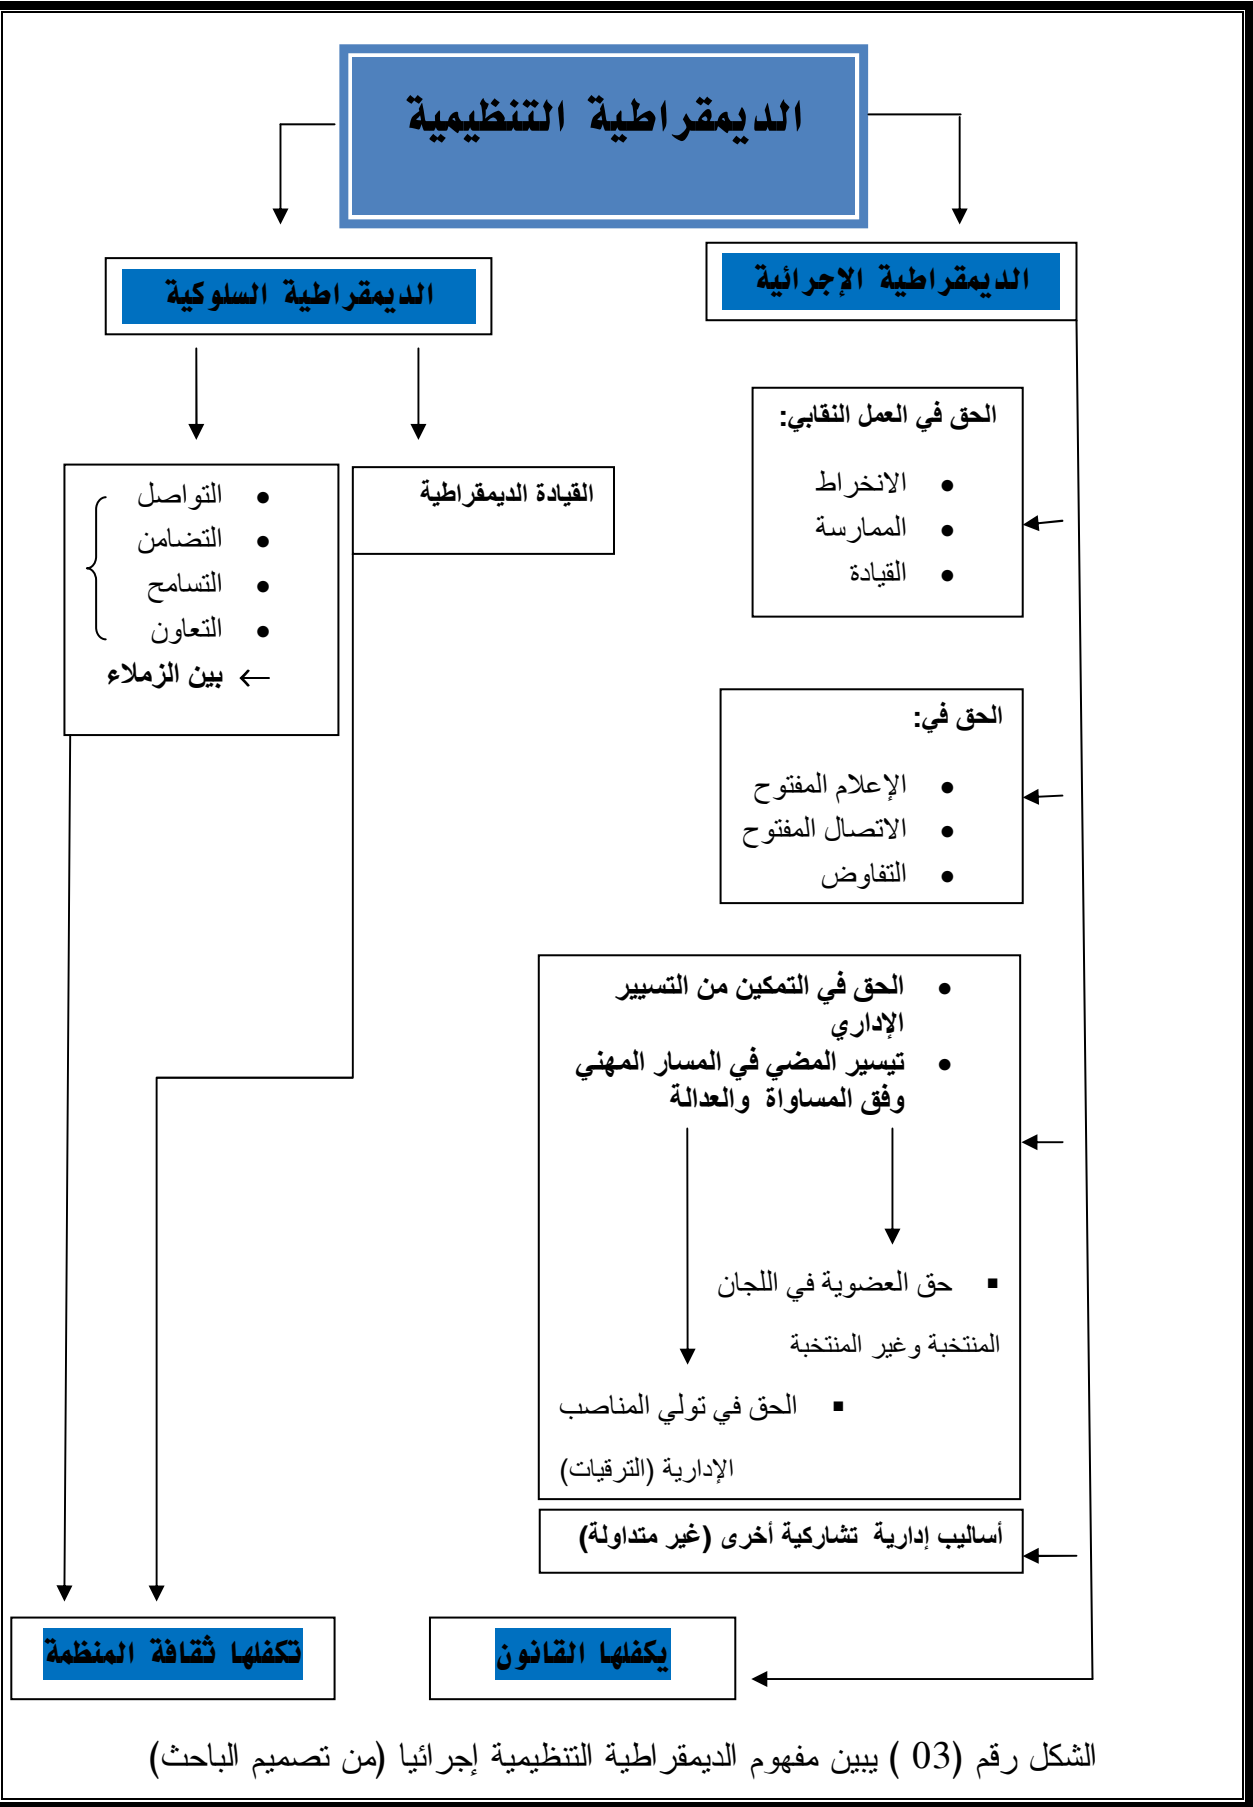 الديمقراطية التنظيمية
الديمقراطية الإجرائية
الديمقراطية السلوكية
الحق في العمل النقابي:
• الانخراط
• الممارسة
• القيادة
القيادة الديمقراطية
• التواصل
• التضامن
• التسامح
• التعاون
← بين الزملاء
الحق في:
• الإعلام المفتوح
• الاتصال المفتوح
• التفاوض
• الحق في التمكين من التسيير
الإداري
• تيسير المضي في المسار المهني
وفق المساواة والعدالة
▪ حق العضوية في اللجان
المنتخبة وغير المنتخبة
▪ الحق في تولي المناصب
الإدارية (الترقيات)
أساليب إدارية تشاركية أخرى (غير متداولة)
يكفلها القانون
تكفلها ثقافة المنظمة
الشكل رقم (03 ) يبين مفهوم الديمقراطية التنظيمية إجرائيا (من تصميم الباحث)